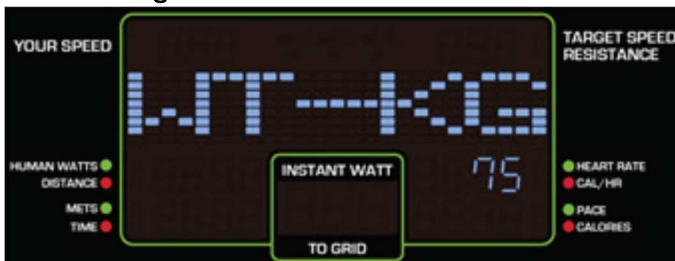 YOUR SPEED
TARGET SPEED
RESISTANCE
WT-KG
HUMAN WATTS
DISTANCE
METS
TIME
INSTANT WATT
TO GRID
75
HEART RATE
CAL/HR
PACE
CALORIES